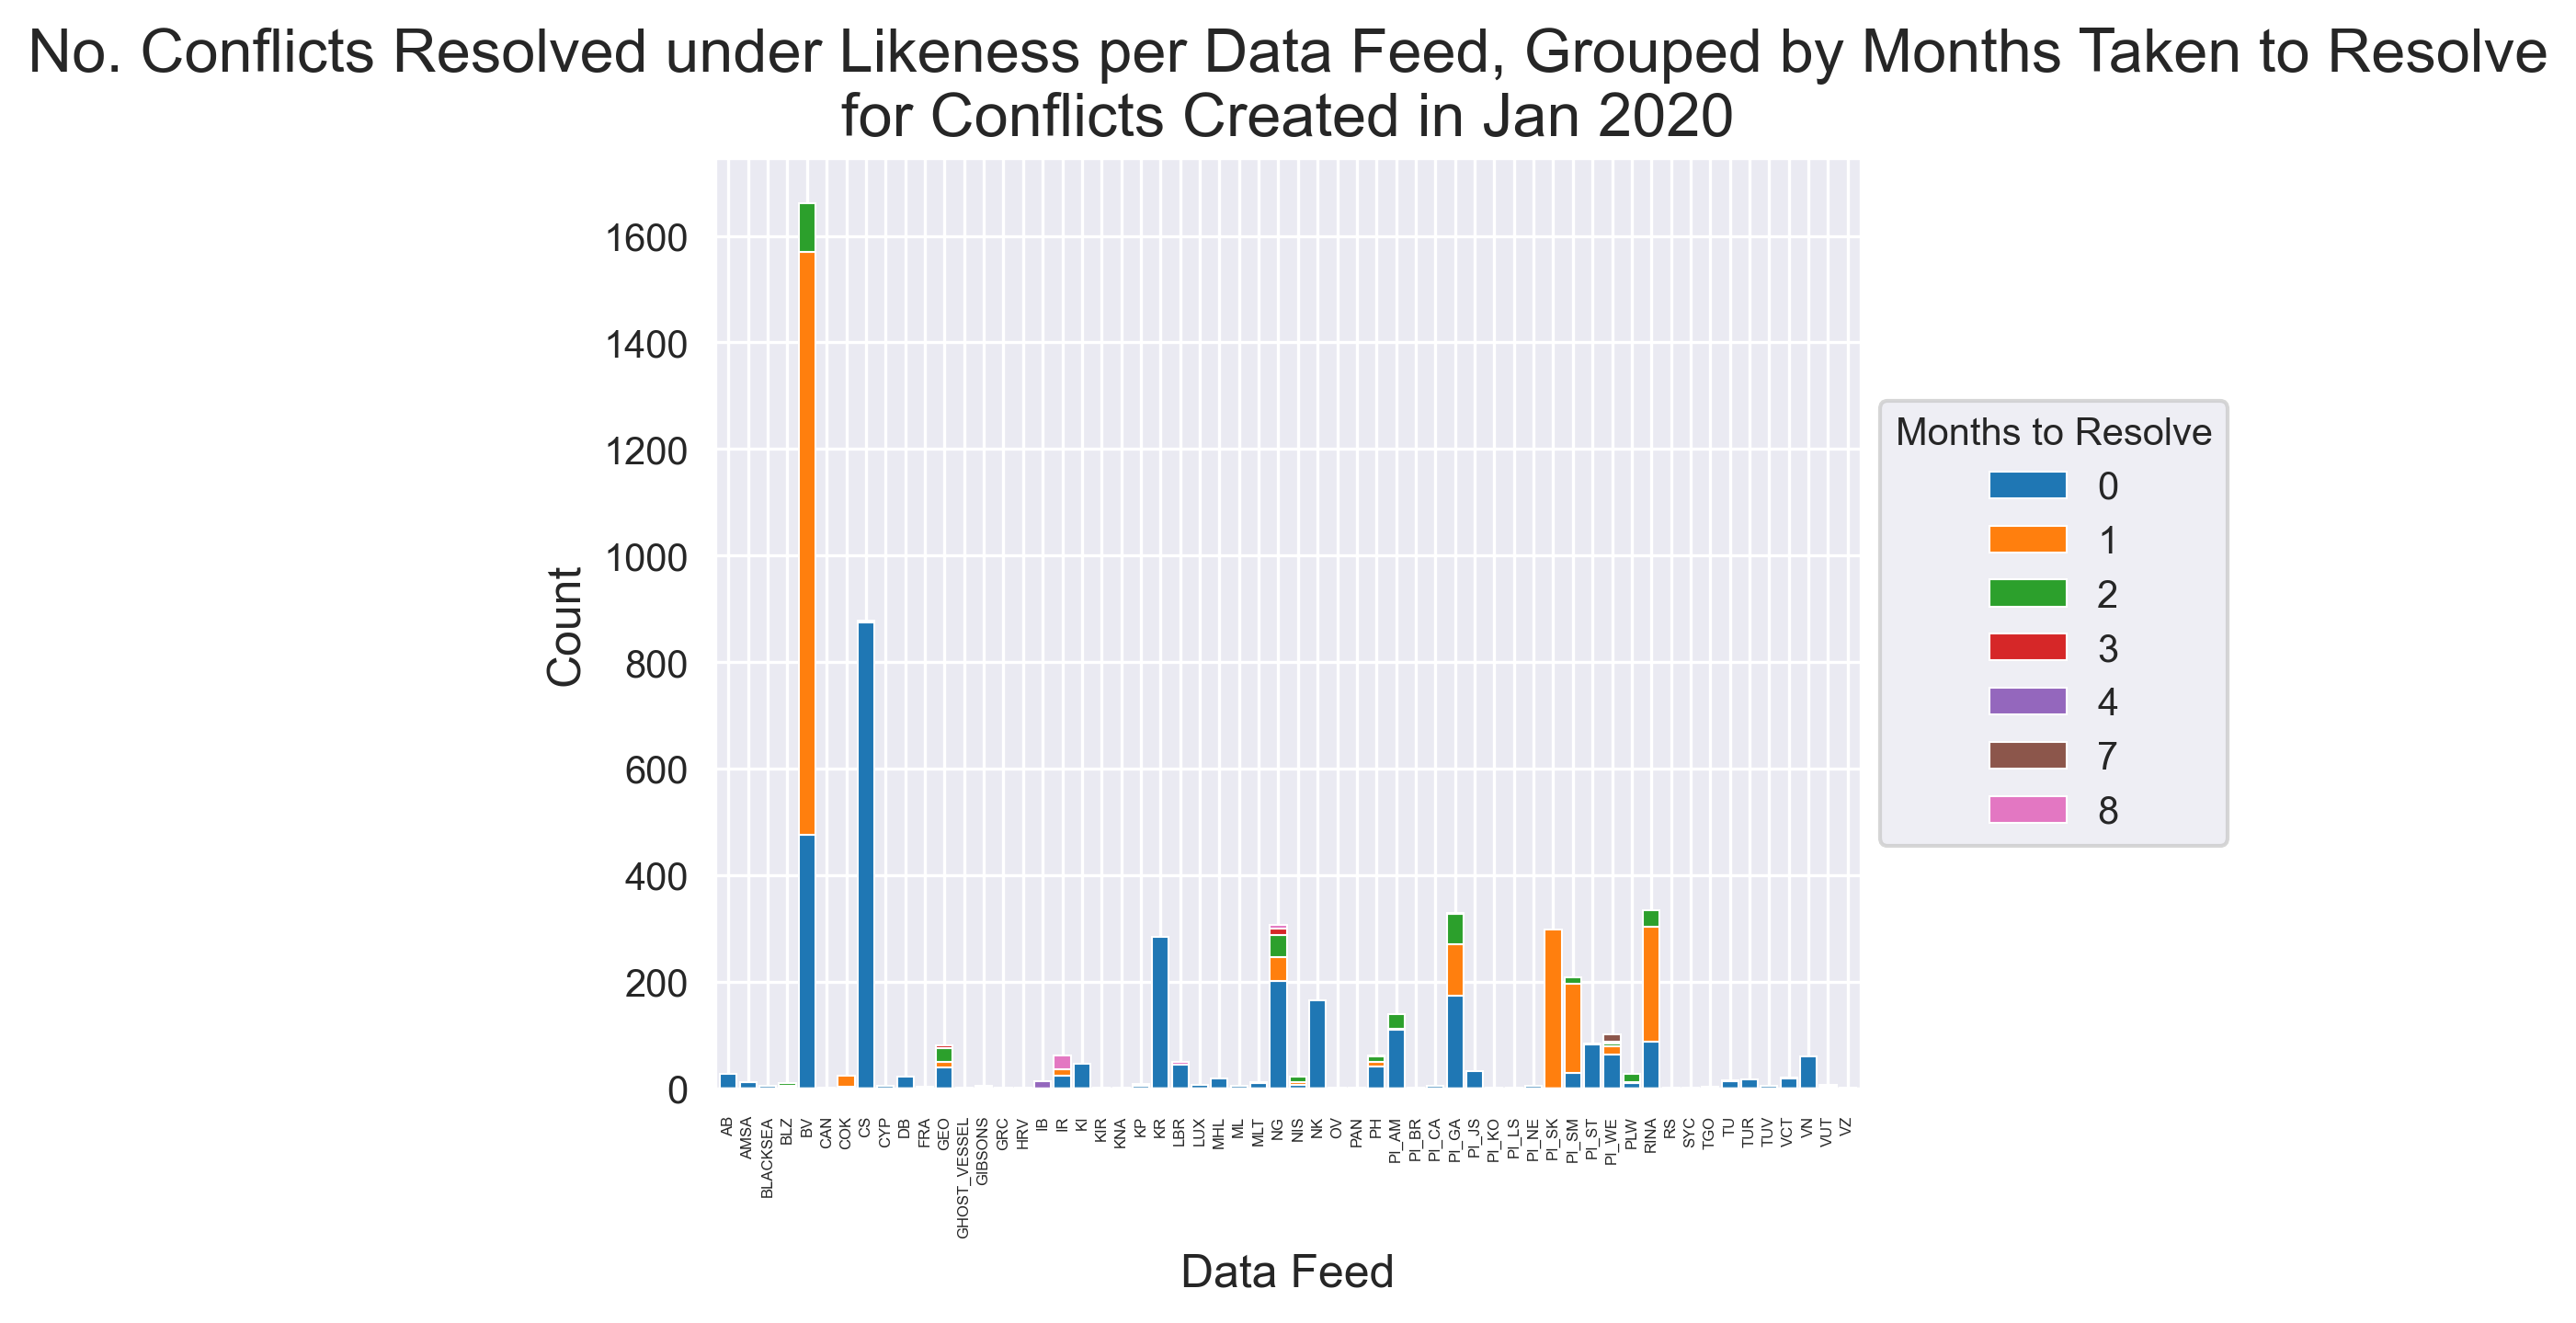 No. Conflicts Resolved under Likeness per Data Feed, Grouped by Months Taken to Resolve
for Conflicts Created in Jan 2020
Count
1600
1400
1200
1000
800
600
400
200
0
AB
AMSA
BLACKSEA
BLZ
BV
CAN
COK
CS
CYP
DB
FRA
GEO
GHOST_VESSEL
GIBSONS
GRC
HRV
IB
IR
KI
KIR
KNA
KP
KR
LBR
LUX
MHL
ML
MLT
NG
NIS
NK
OV
PAN
PH
PI_AM
PI_BR
PI_CA
PI_GA
PI_JS
PI_KO
PI_LS
PI_NE
PI_SK
PI_SM
PI_ST
PI_WE
PLW
RINA
RS
SYC
TGO
TU
TUR
TUV
VCT
VN
VUT
VZ
Data Feed
Months to Resolve
0
1
2
3
4
7
8